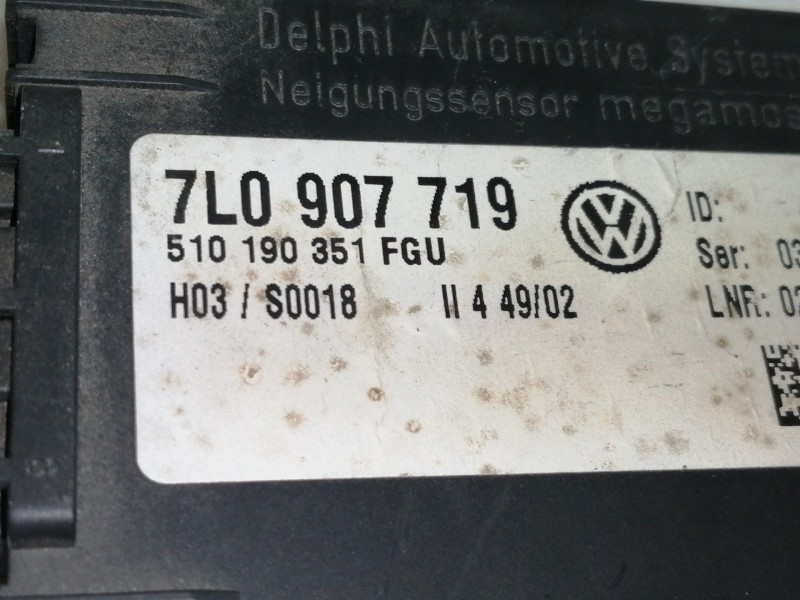 Delphi Automotive System
Neigungssensor megamos
7L0 907 719 VW ID:
510 190 351 FGU Ser: 03
H03 / S0018 II 4 49/02 LNR: 02